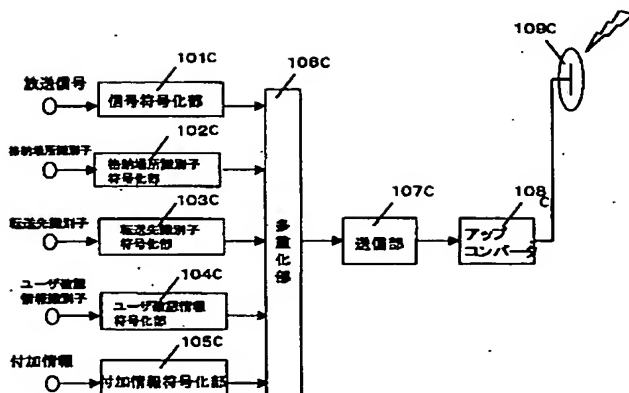 109C
放送信号
101C
信号符号化部
106C
格納場所識別子
102C
格納場所識別子
符号化部
転送先識別子
103C
転送先識別子
符号化部
多重化部
107C
送信部
108C
アップ
コンバータ
ユーザ確認
情報識別子
104C
ユーザ確認情報
符号化部
付加情報
105C
付加情報符号化部